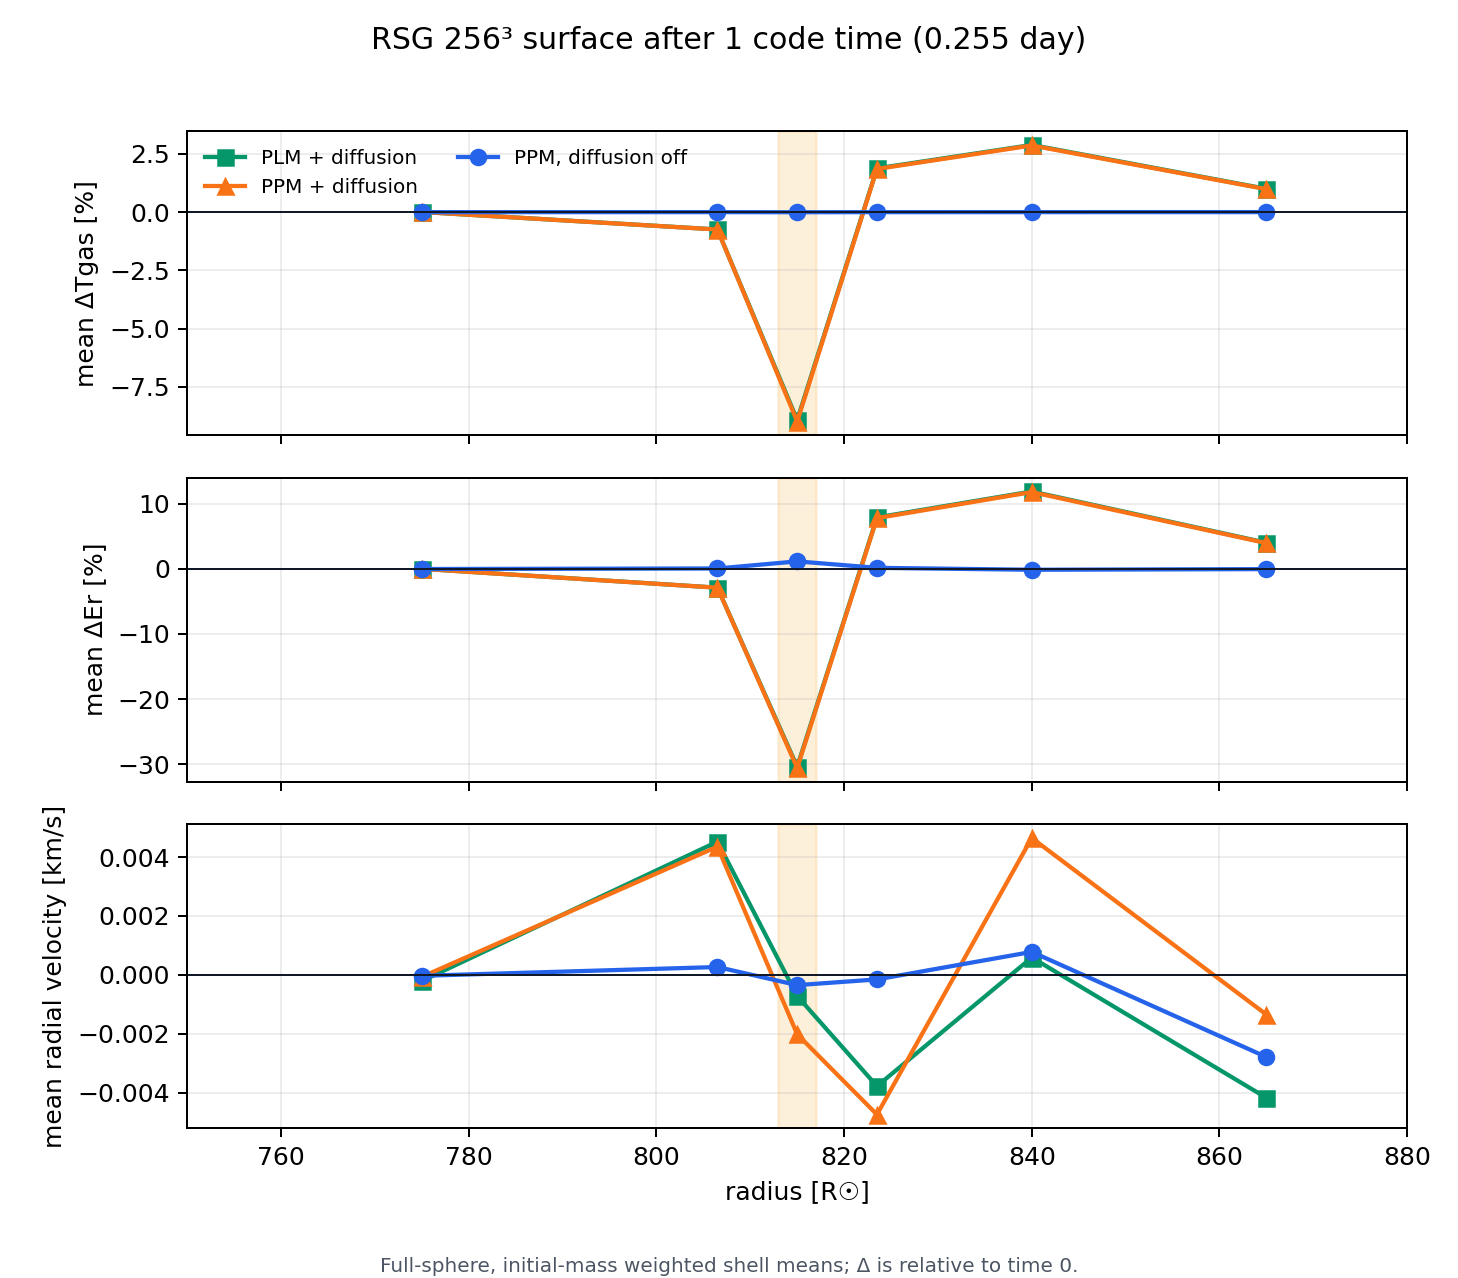 RSG 256³ surface after 1 code time (0.255 day)
PLM + diffusion
PPM + diffusion
PPM, diffusion off
mean ΔTgas [%]
2.5
0.0
−2.5
−5.0
−7.5
mean ΔEr [%]
10
0
−10
−20
−30
mean radial velocity [km/s]
0.004
0.002
0.000
−0.002
−0.004
760 780 800 820 840 860 880
radius [R☉]
Full-sphere, initial-mass weighted shell means; Δ is relative to time 0.